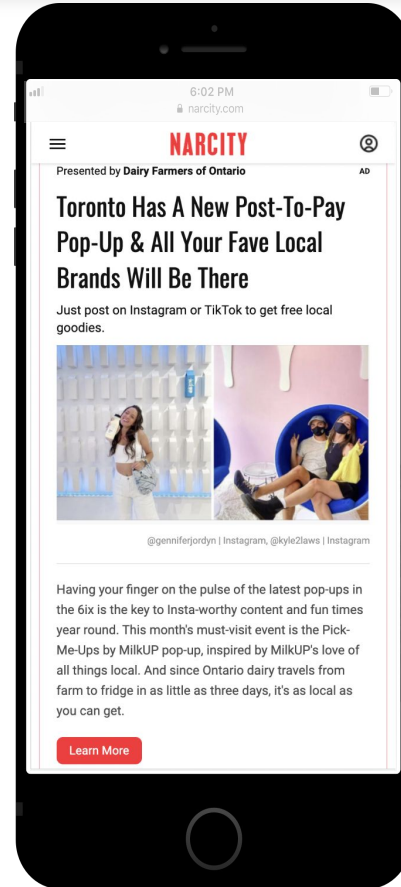 6:02 PM
narcity.com
NARCITY
Presented by Dairy Farmers of Ontario
AD
Toronto Has A New Post-To-Pay
Pop-Up & All Your Fave Local
Brands Will Be There
Just post on Instagram or TikTok to get free local
goodies.
@genniferjordyn | Instagram, @kyle2laws | Instagram
Having your finger on the pulse of the latest pop-ups in
the 6ix is the key to Insta-worthy content and fun times
year round. This month's must-visit event is the Pick-
Me-Ups by MilkUP pop-up, inspired by MilkUP's love of
all things local. And since Ontario dairy travels from
farm to fridge in as little as three days, it's as local as
you can get.
Learn More